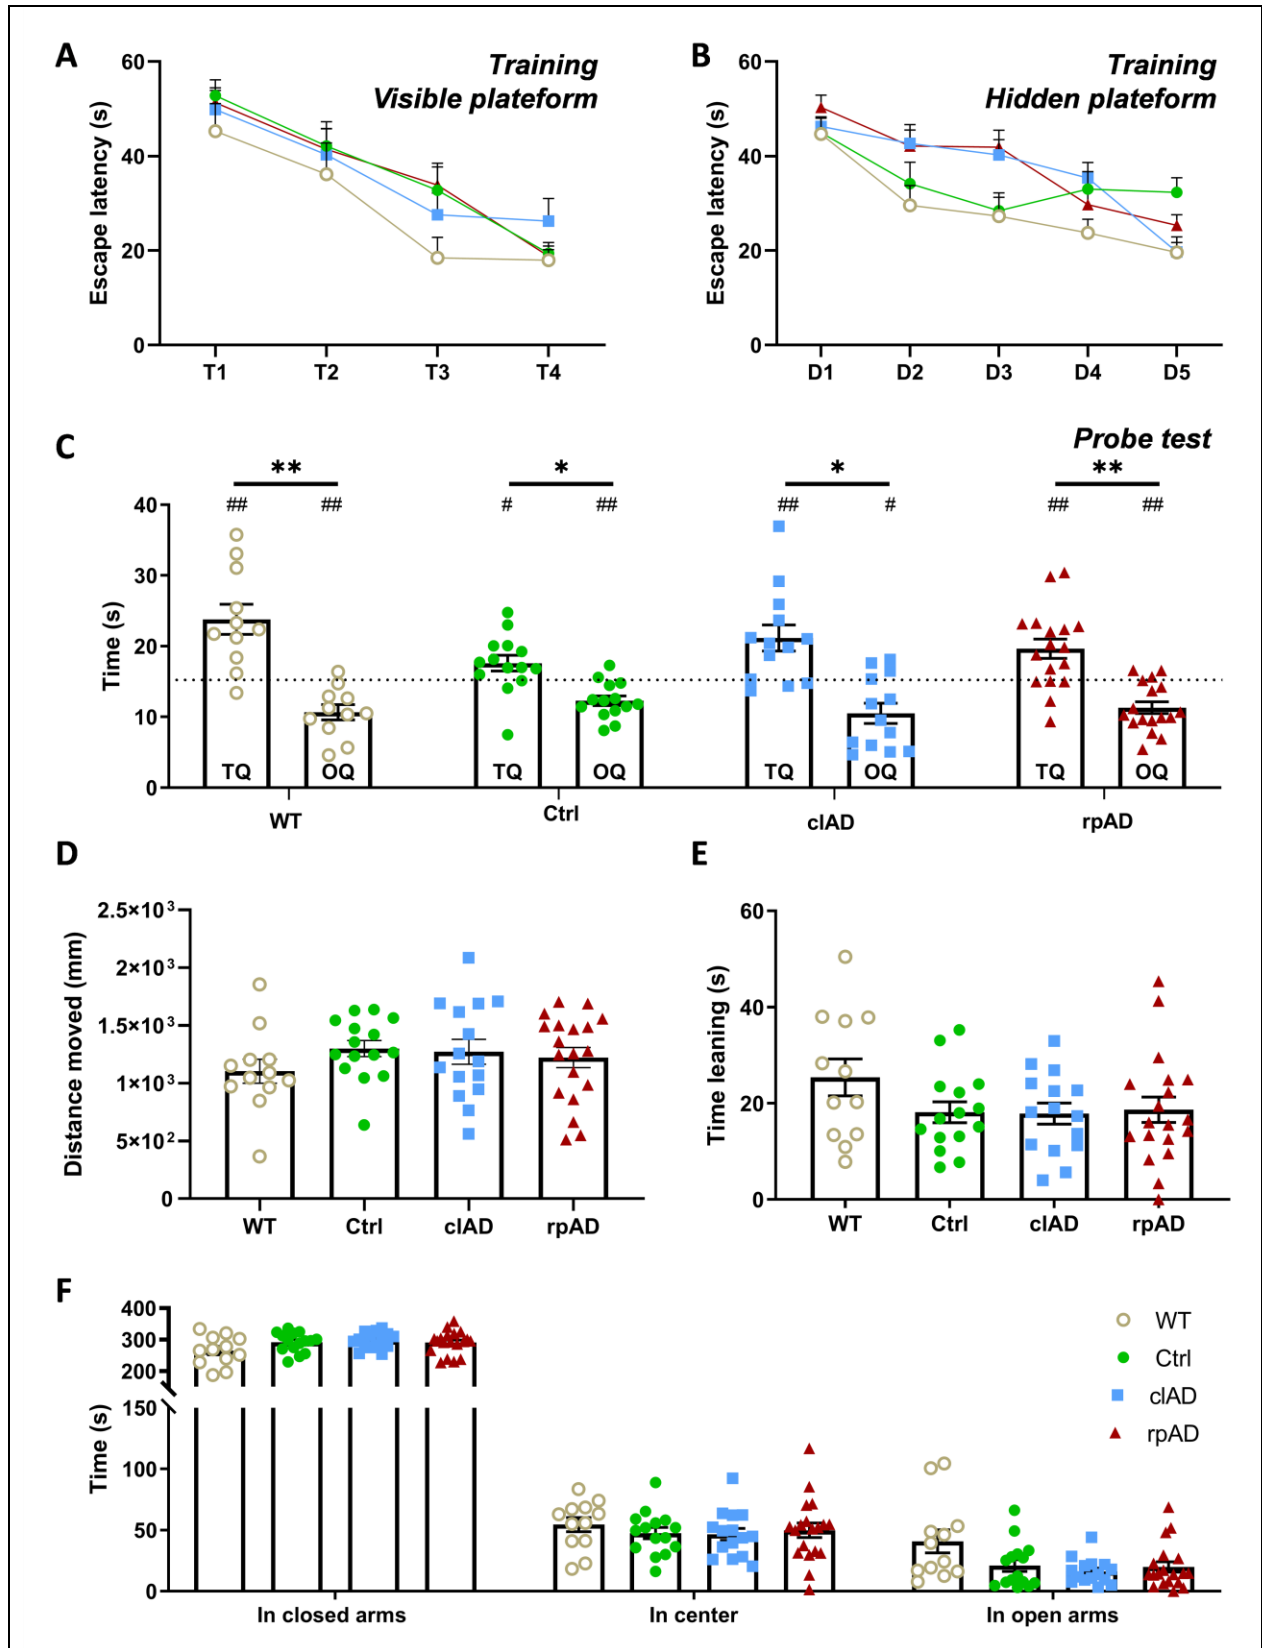 A
Training
Visible plateform
60
40
20
0
Escape latency (s)
T1 T2 T3 T4
B
Training
Hidden plateform
60
40
20
0
Escape latency (s)
D1 D2 D3 D4 D5
C
Probe test
** * * **
## ## # ## ## # ## ##
40
30
20
10
0
Time (s)
TQ OQ TQ OQ TQ OQ TQ OQ
WT Ctrl clAD rpAD
D
2.5×10³
2×10³
1.5×10³
1×10³
5×10²
0
Distance moved (mm)
WT Ctrl clAD rpAD
E
60
40
20
0
Time leaning (s)
WT Ctrl clAD rpAD
F
400
300
200
150
100
50
0
Time (s)
In closed arms In center In open arms
WT
Ctrl
clAD
rpAD